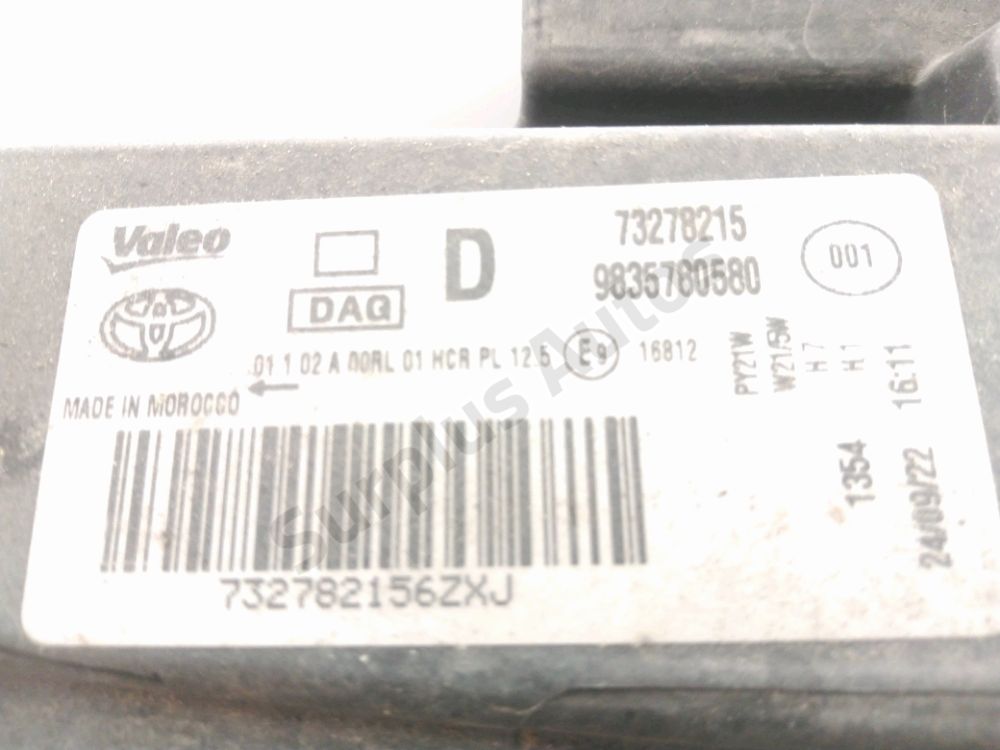 Valeo
D
73278215
9835780580
001
DAG
01 1 02 A 00RL 01 HCR PL 12.5 E9 16812
MADE IN MOROCCO
PY21W
W21/5W
H7
H1
1354
24/09/22 16:11
732782156ZXJ
Surplus Autos